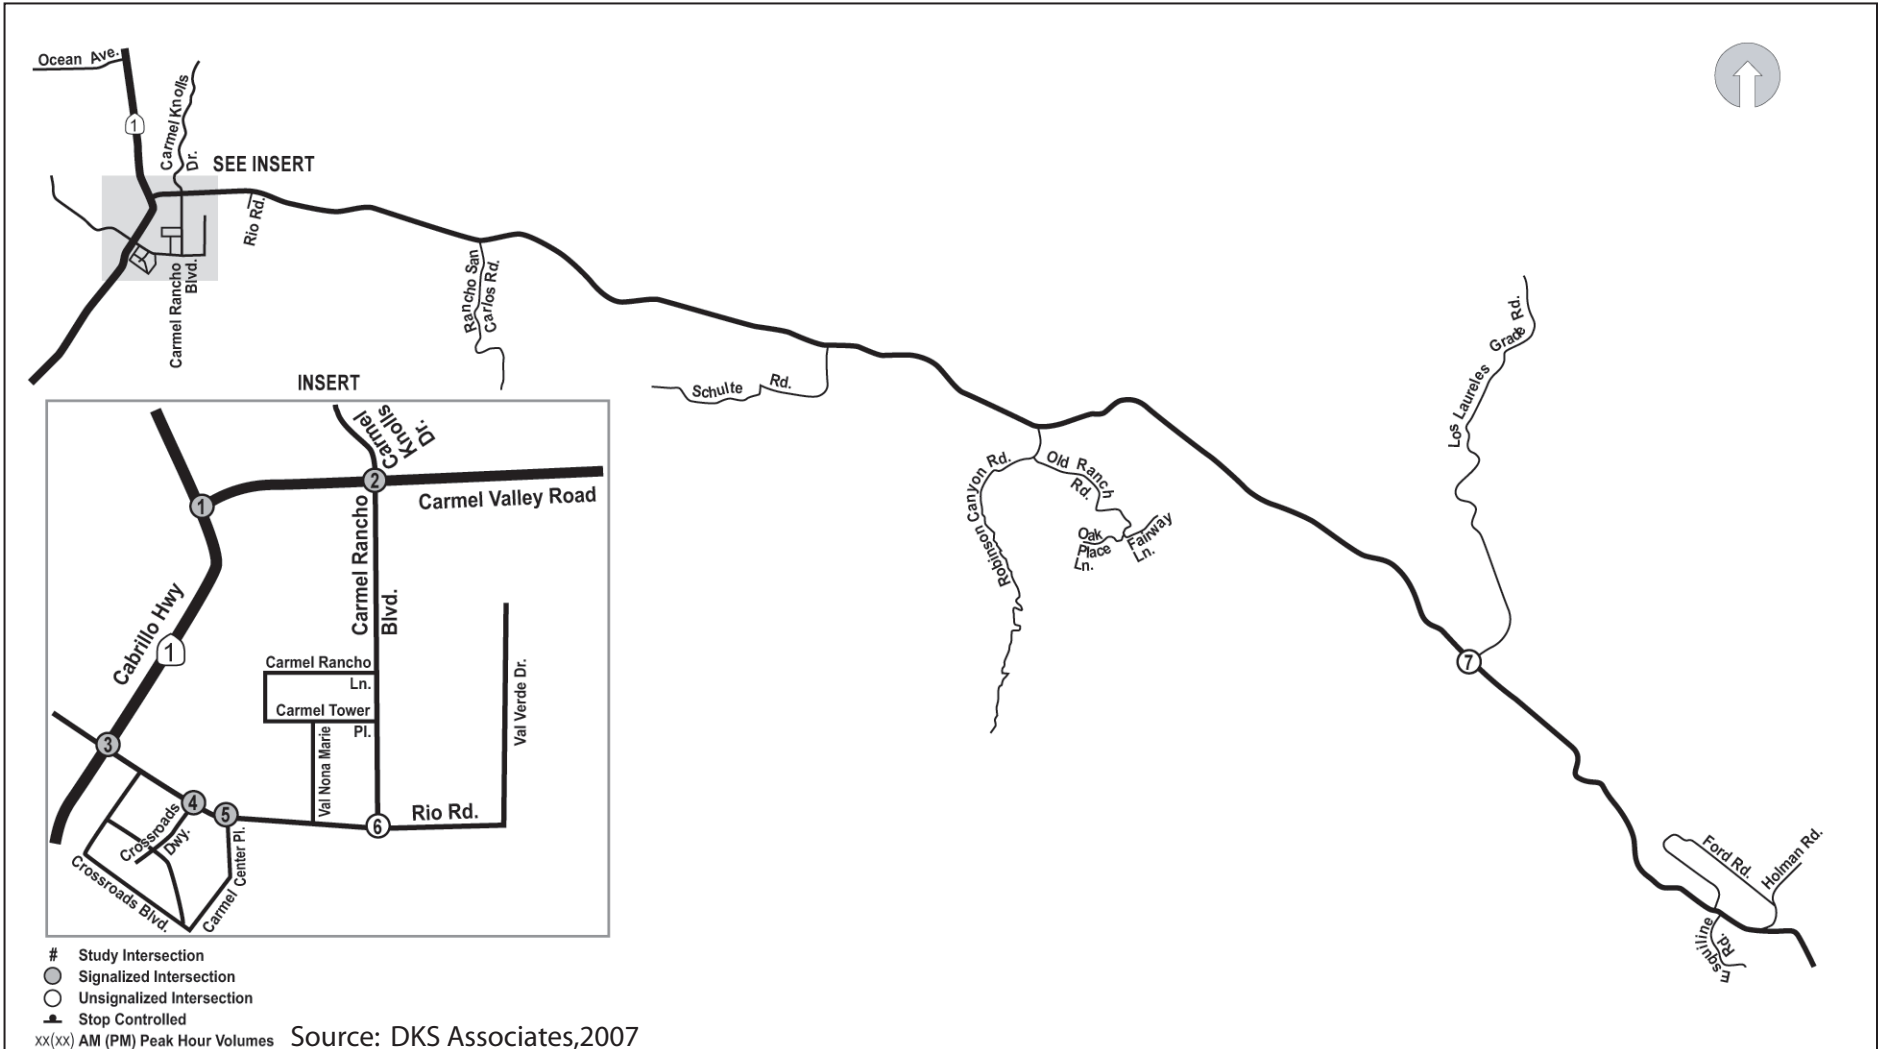 Ocean Ave.
1
Carmel Knolls
Dr.
SEE INSERT
Rio Rd.
Carmel Rancho
Blvd.
Rancho San
Carlos Rd.
Schulte Rd.
Robinson Canyon Rd.
Old Ranch
Rd.
Oak
Place
Ln.
Fairway
Ln.
Los Laureles Grade Rd.
7
Ford Rd.
Holman Rd.
Esquiline
Rd.
INSERT
Carmel
Knolls
Dr.
1
2
Carmel Valley Road
Carmel Rancho
Blvd.
Cabrillo Hwy
1
Carmel Rancho
Ln.
Carmel Tower
Pl.
Val Nona Marie
Val Verde Dr.
3
4
5
6
Rio Rd.
Crossroads
Dwy.
Crossroads Blvd.
Carmel Center Pl.
# Study Intersection
Signalized Intersection
Unsignalized Intersection
Stop Controlled
xx(xx) AM (PM) Peak Hour Volumes
Source: DKS Associates,2007